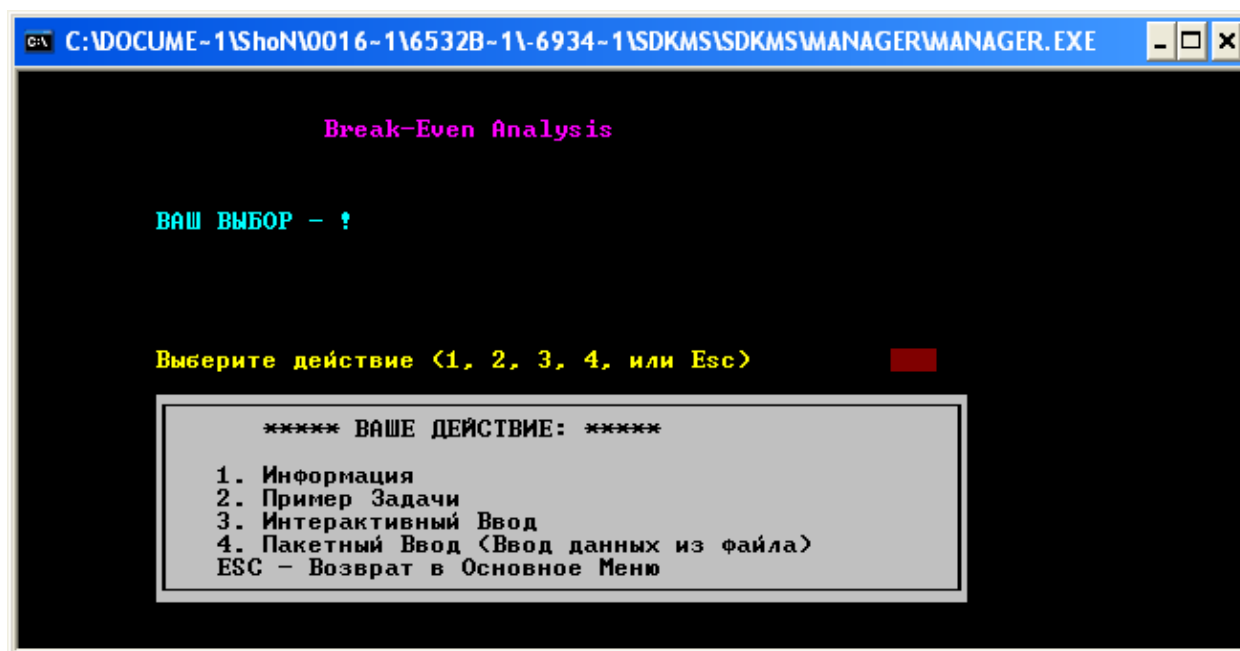 C:\DOCUME~1\ShoN\0016~1\6532B~1\-6934~1\SDKMS\SDKMS\MANAGER\MANAGER.EXE
Break-Even Analysis
ВАШ ВЫБОР - !
Выберите действие (1, 2, 3, 4, или Esc)
***** ВАШЕ ДЕЙСТВИЕ: *****
1. Информация
2. Пример Задачи
3. Интерактивный Ввод
4. Пакетный Ввод (Ввод данных из файла)
ESC - Возврат в Основное Меню